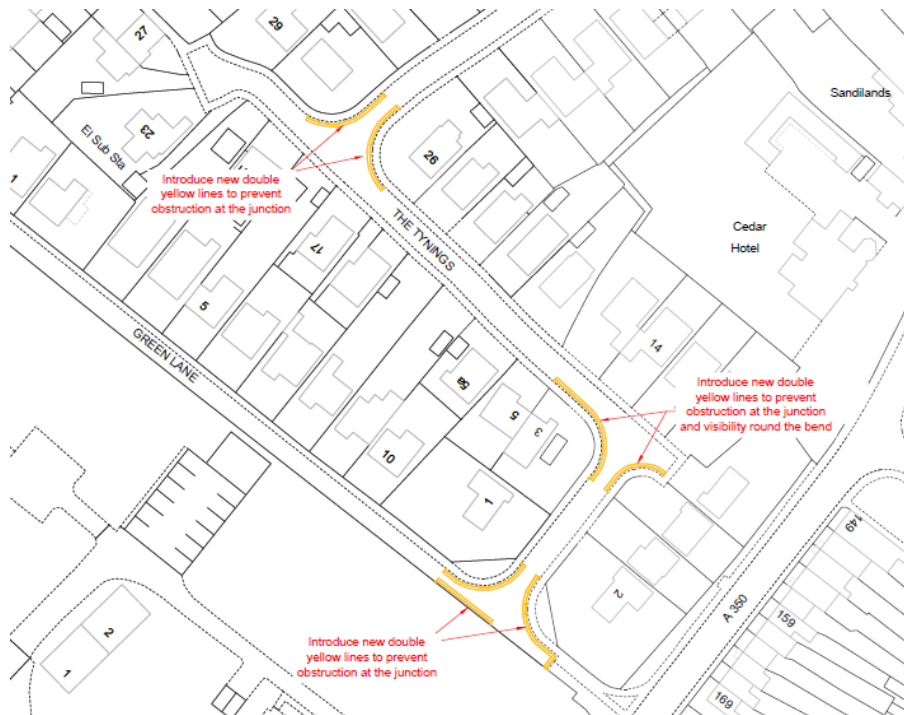 27
29
Sandilands
23
El Sub Sta
1
26
Introduce new double
yellow lines to prevent
obstruction at the junction
THE TYNINGS
Cedar
Hotel
17
5
14
GREEN LANE
5a
Introduce new double
yellow lines to prevent
obstruction at the junction
and visibility round the bend
5
3
10
1
149
2
A 350
159
2
1
Introduce new double
yellow lines to prevent
obstruction at the junction
169